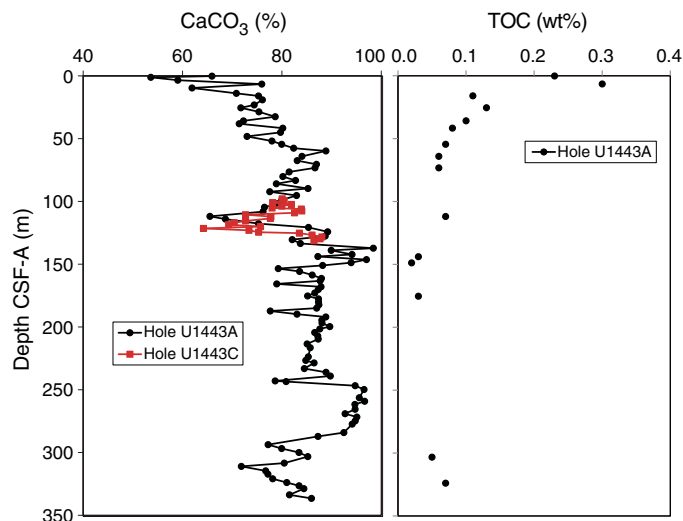 CaCO3 (%)
TOC (wt%)
40 60 80 100
0.0 0.1 0.2 0.3 0.4
0
50
100
150
200
250
300
350
Depth CSF-A (m)
Hole U1443A
Hole U1443C
Hole U1443A